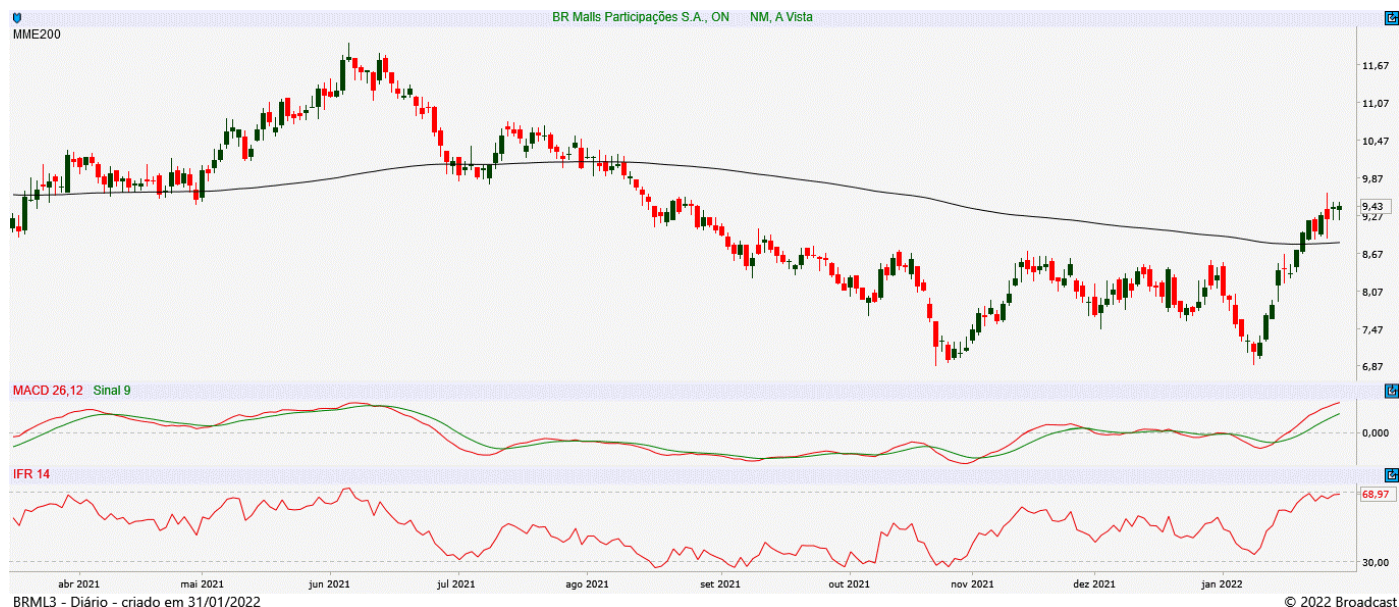 BR Malls Participações S.A., ON NM, A Vista
MME200
11,67
11,07
10,47
9,87
9,43
9,27
8,67
8,07
7,47
6,87
MACD 26,12 Sinal 9
0,000
IFR 14
68,97
30,00
abr 2021 mai 2021 jun 2021 jul 2021 ago 2021 set 2021 out 2021 nov 2021 dez 2021 jan 2022
BRML3 - Diário - criado em 31/01/2022 © 2022 Broadcast